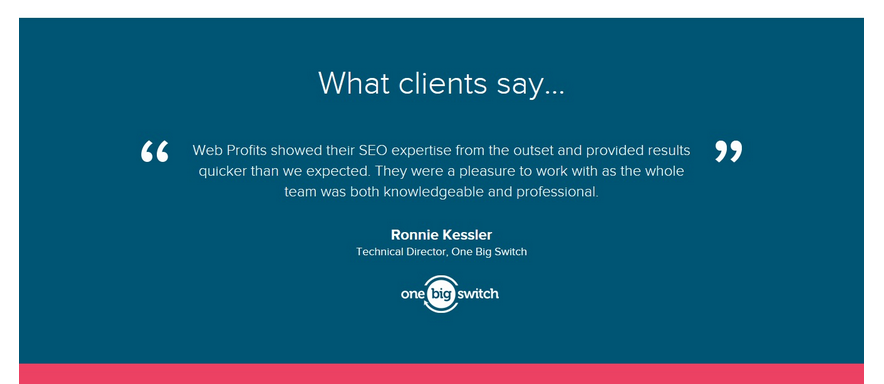 What clients say...
“ Web Profits showed their SEO expertise from the outset and provided results ”
quicker than we expected. They were a pleasure to work with as the whole
team was both knowledgeable and professional.
Ronnie Kessler
Technical Director, One Big Switch
one big switch